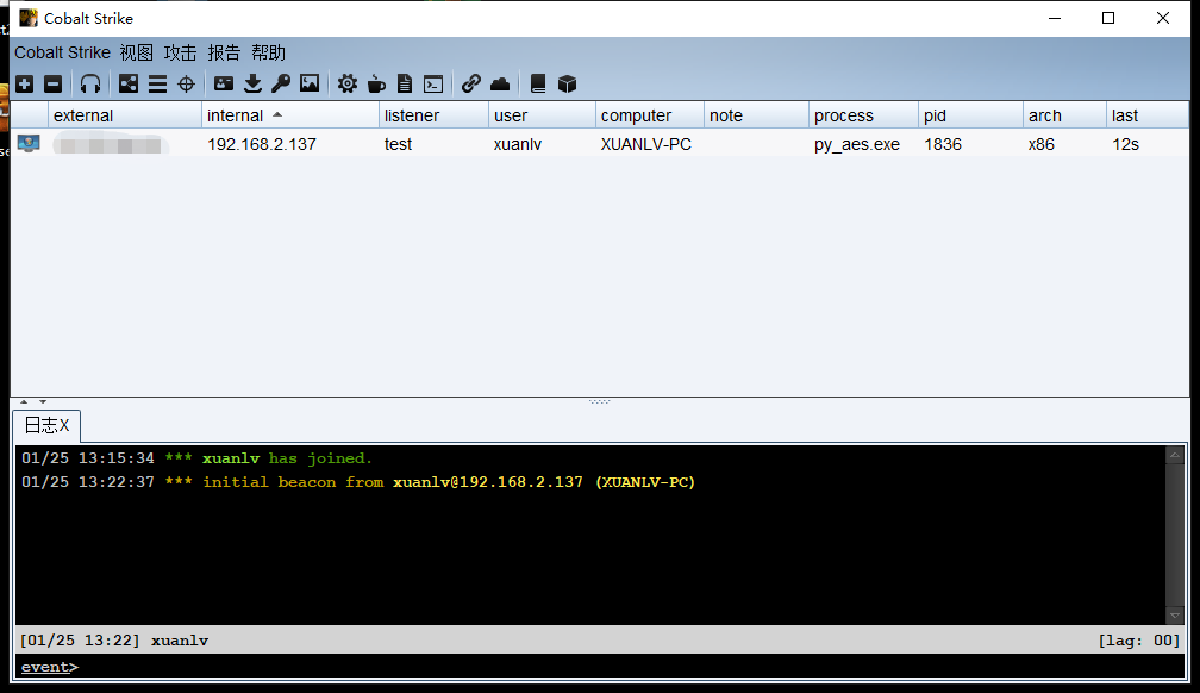 Cobalt Strike
Cobalt Strike 视图 攻击 报告 帮助
external internal listener user computer note process pid arch last
192.168.2.137 test xuanlv XUANLV-PC py_aes.exe 1836 x86 12s
日志X
01/25 13:15:34 *** xuanlv has joined.
01/25 13:22:37 *** initial beacon from xuanlv@192.168.2.137 (XUANLV-PC)
[01/25 13:22] xuanlv [lag: 00]
event>